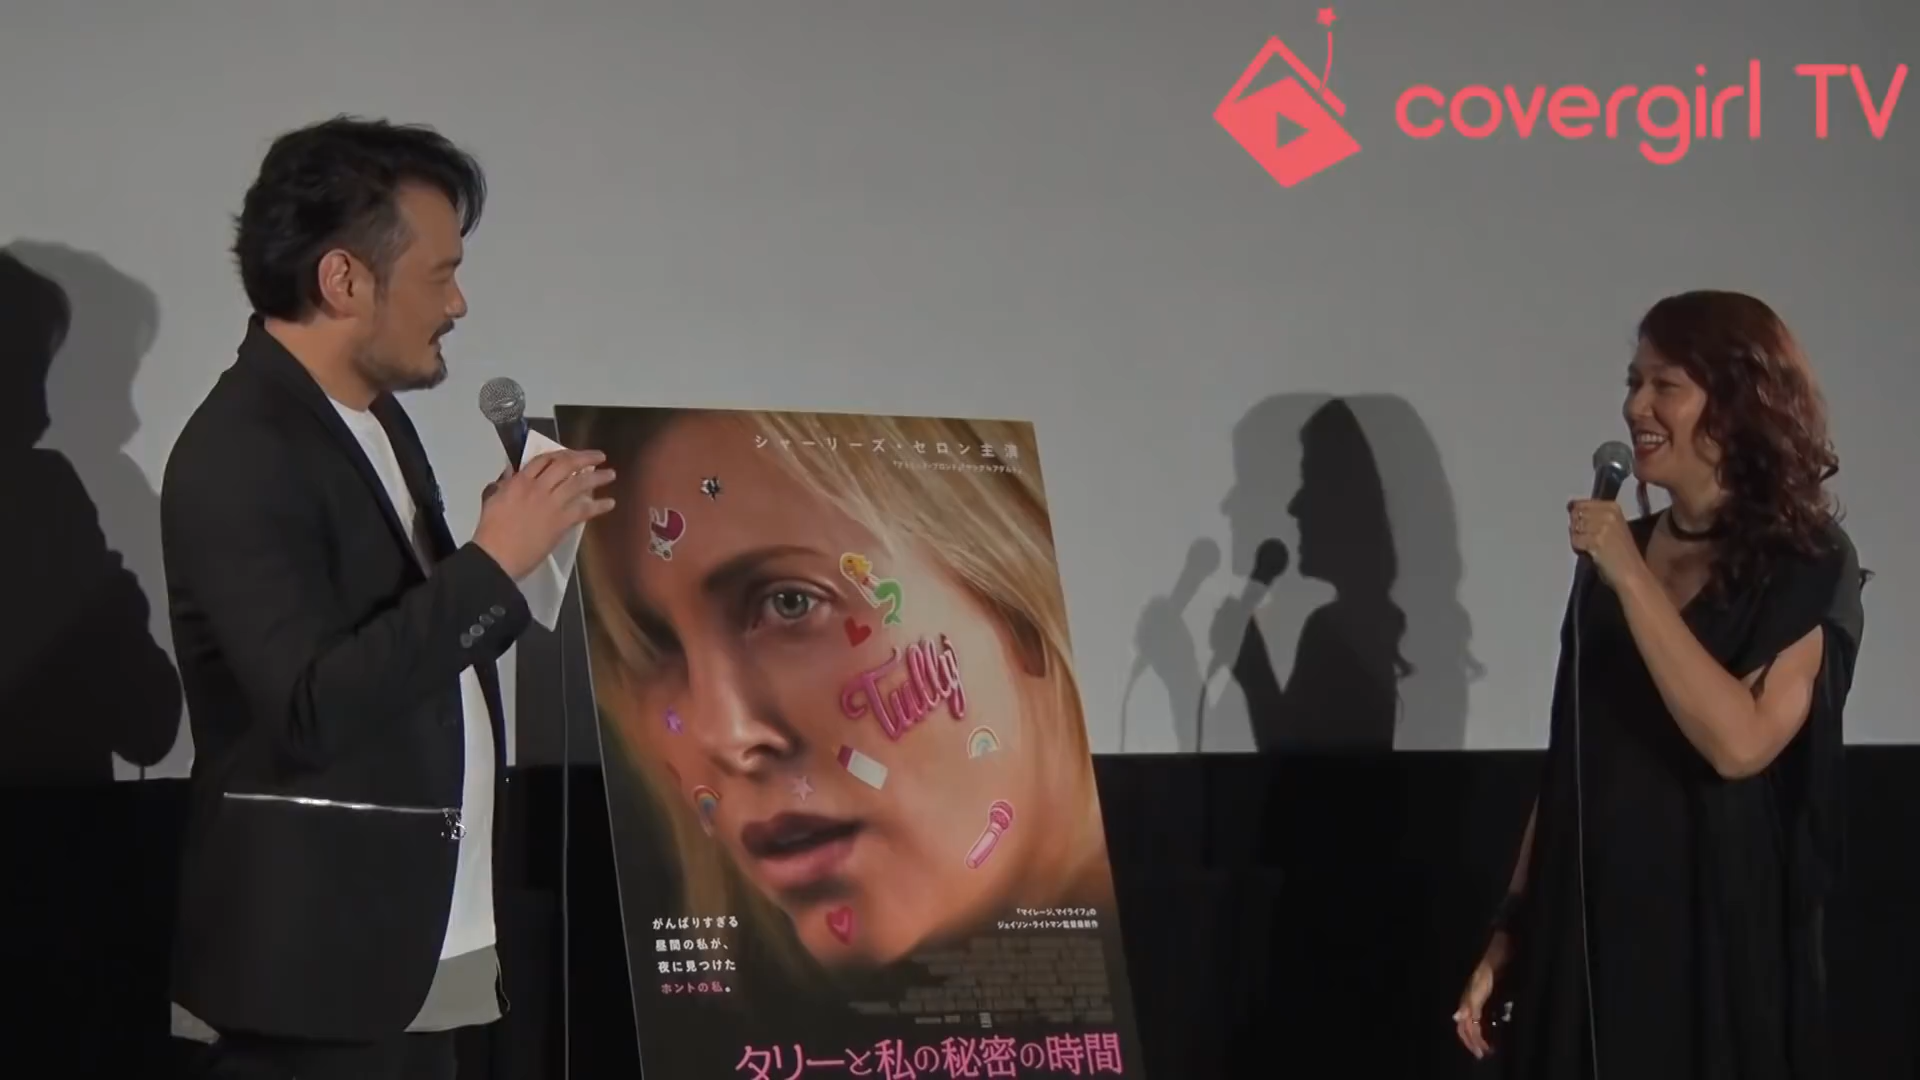 covergirl TV
シャーリーズ・セロン主演
Tully
がんばりすぎる
昼間の私が、
夜に見つけた
ホントの私。
『マイレージ、マイライフ』の
ジェイソン・ライトマン監督最新作
タリーと私の秘密の時間